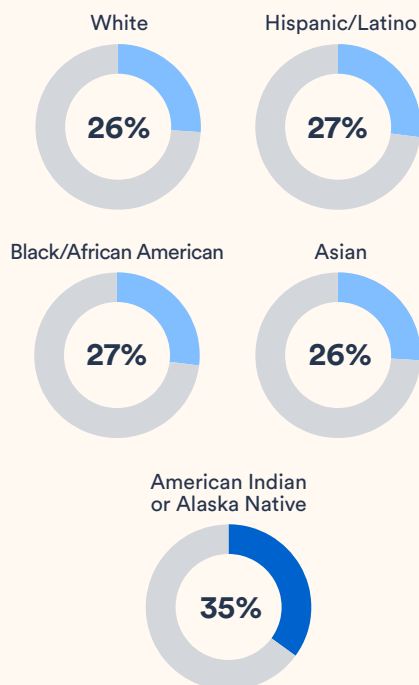 White
Hispanic/Latino
26%
27%
Black/African American
Asian
27%
26%
American Indian
or Alaska Native
35%